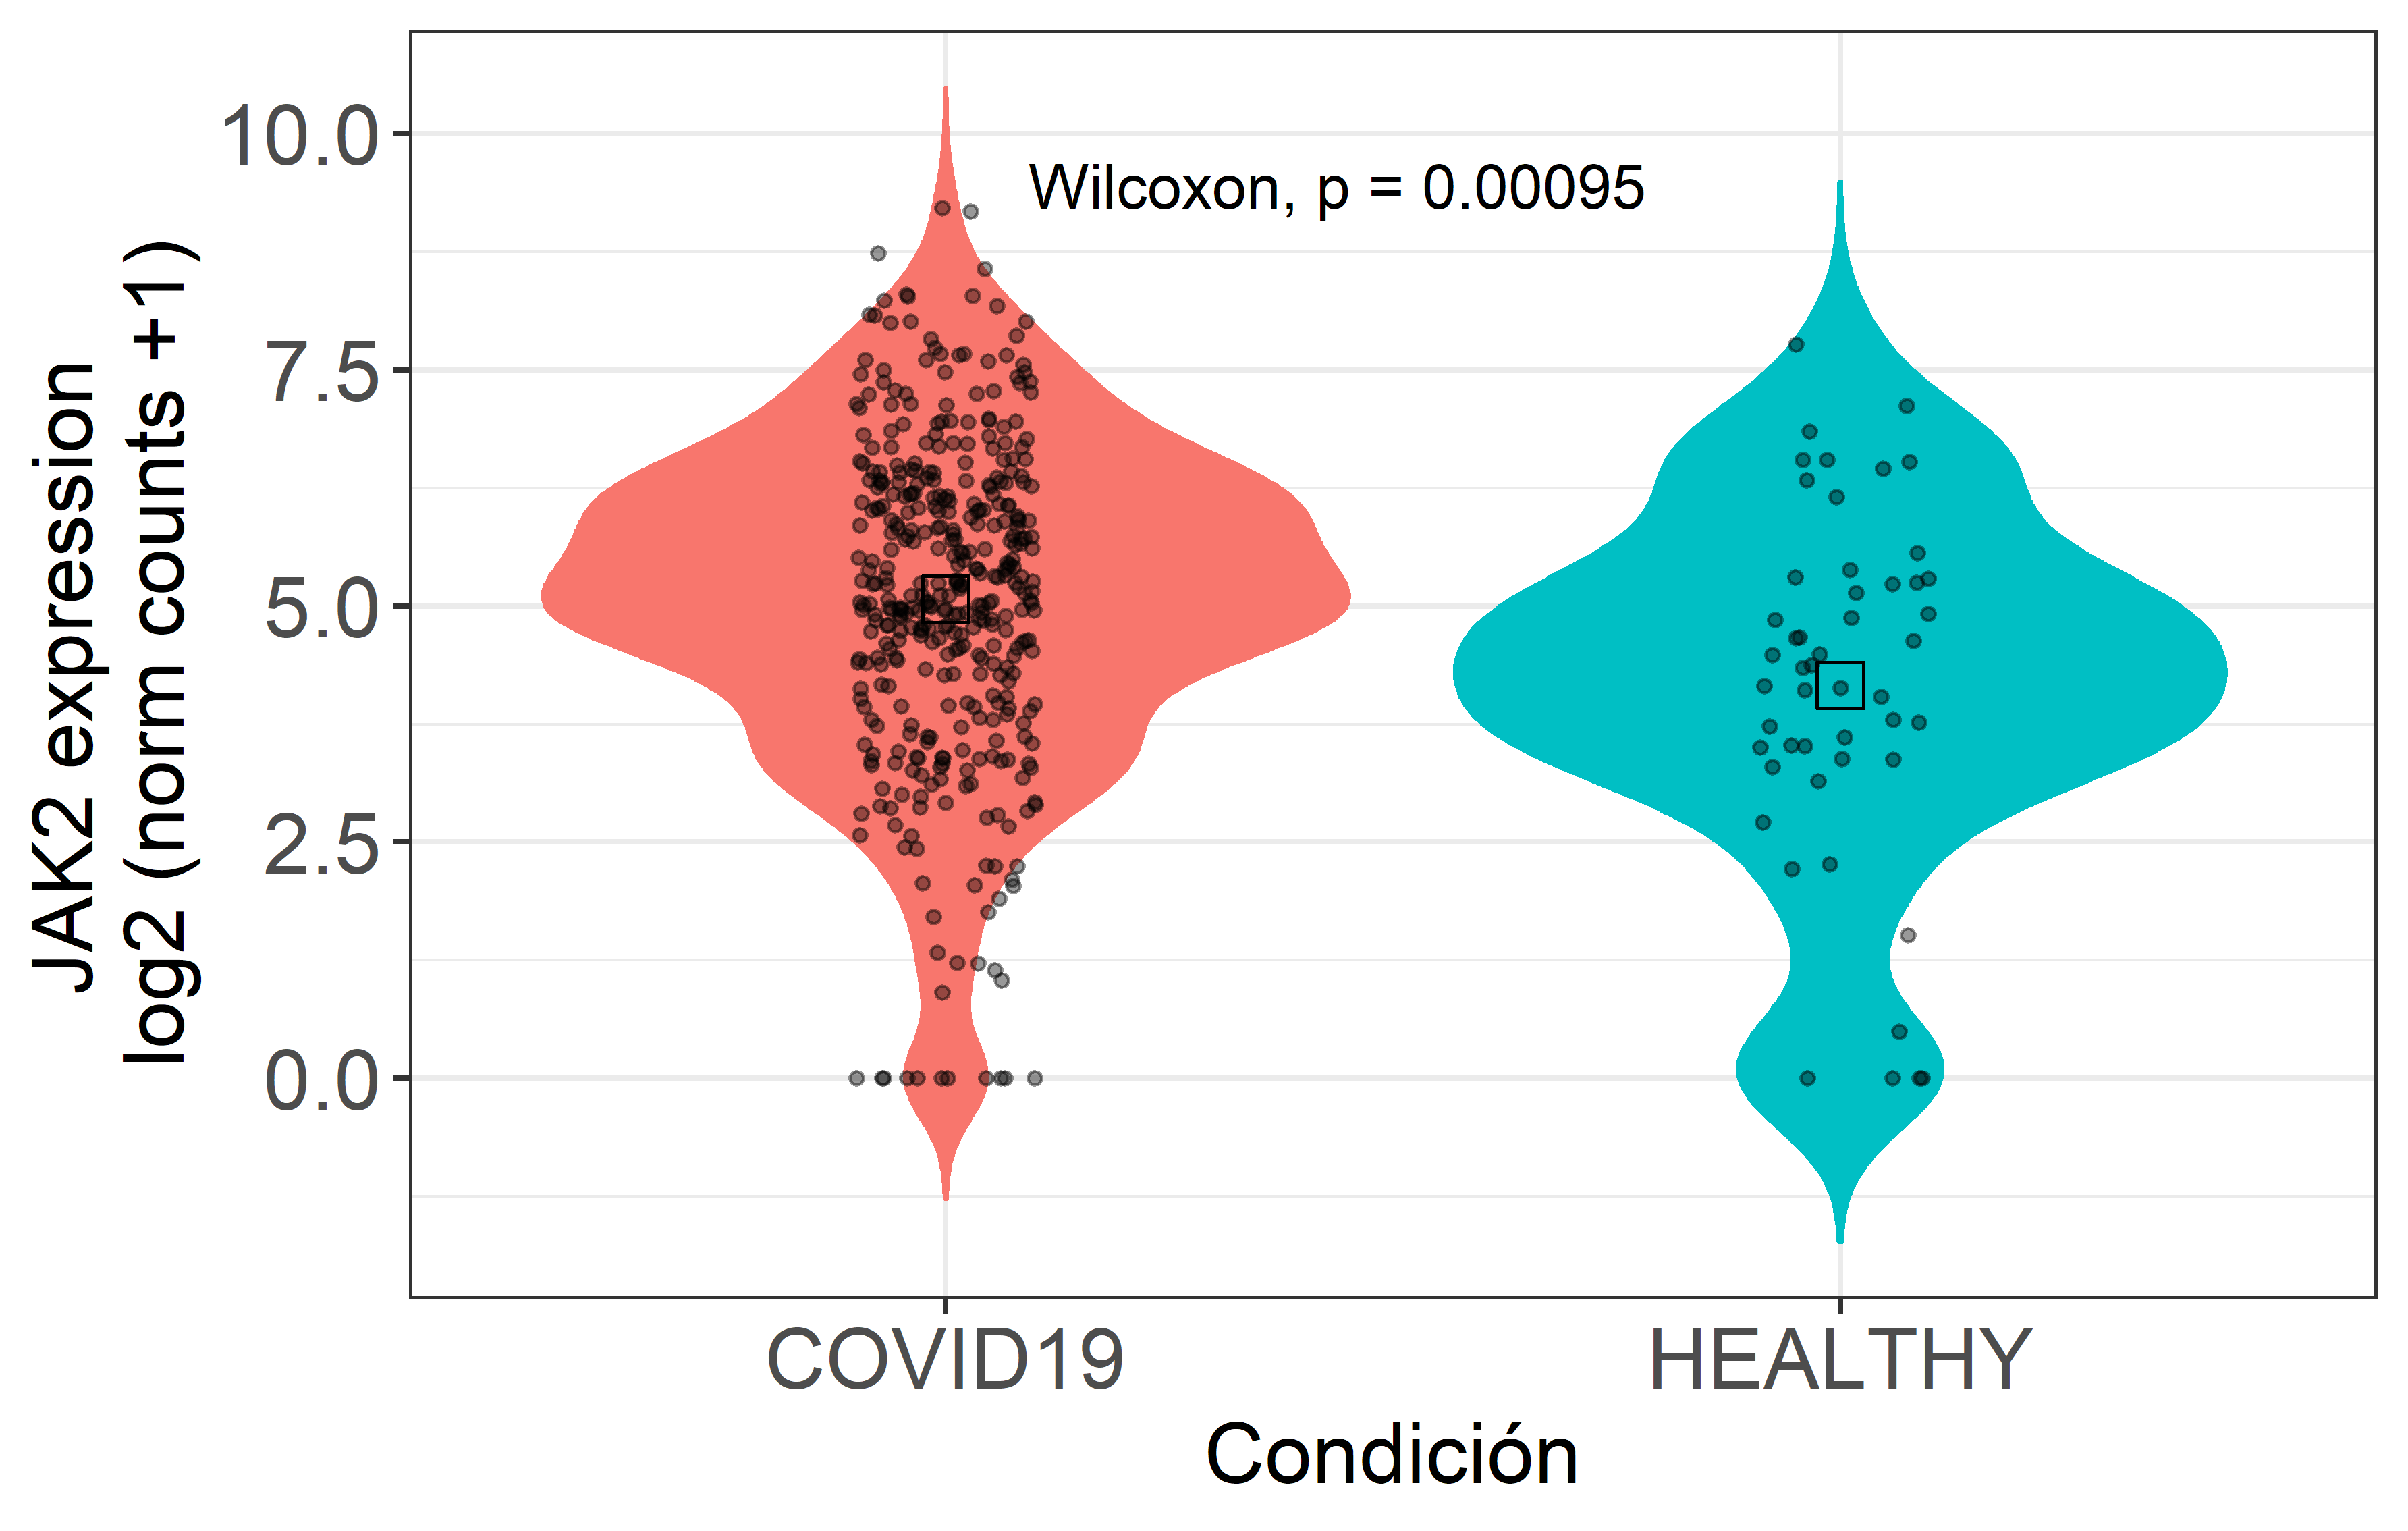 JAK2 expression
log2 (norm counts +1)
10.0
7.5
5.0
2.5
0.0
Wilcoxon, p = 0.00095
COVID19
HEALTHY
Condición